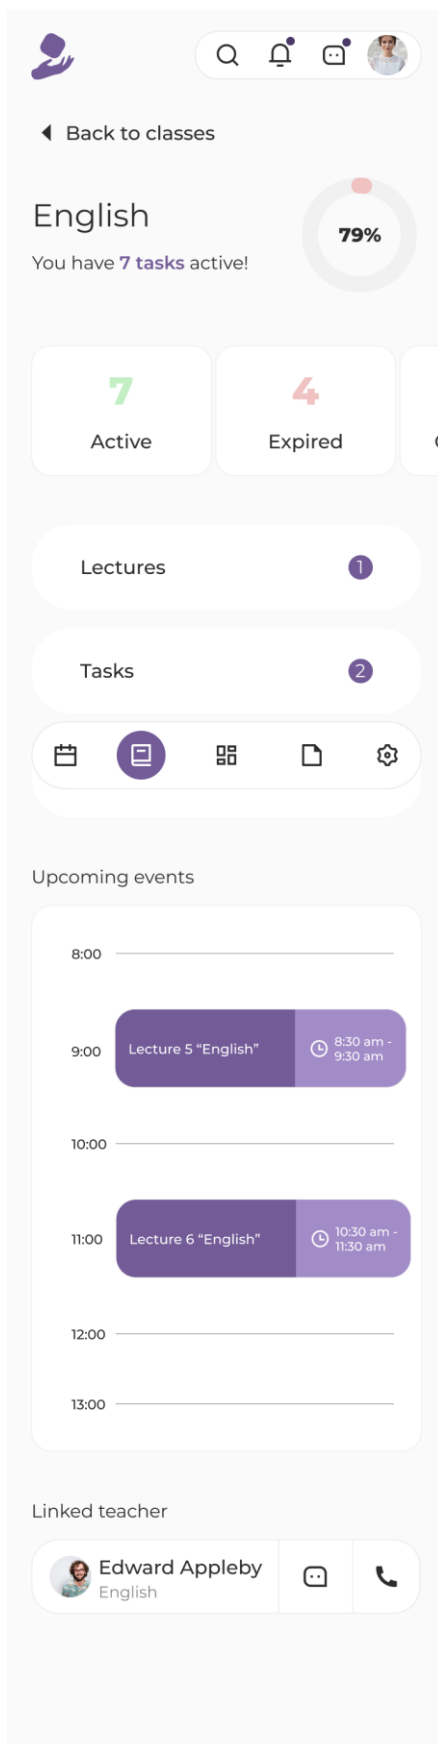 Back to classes
English
You have 7 tasks active!
79%
7
Active
4
Expired
Lectures
1
Tasks
2
Upcoming events
8:00
9:00
Lecture 5 “English”
8:30 am -
9:30 am
10:00
11:00
Lecture 6 “English”
10:30 am -
11:30 am
12:00
13:00
Linked teacher
Edward Appleby
English